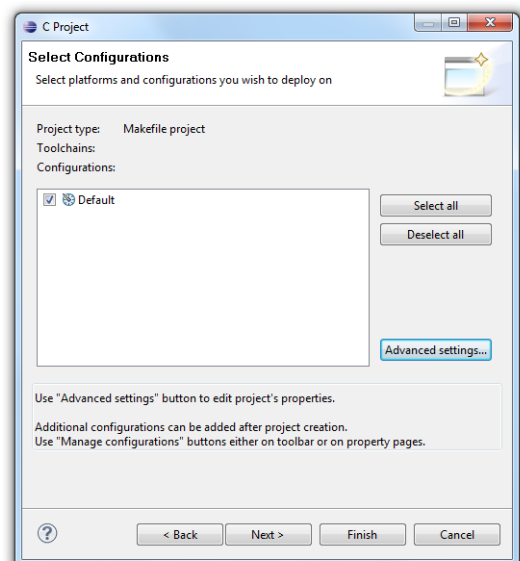 C Project
Select Configurations
Select platforms and configurations you wish to deploy on
Project type: Makefile project
Toolchains:
Configurations:
Default
Select all
Deselect all
Advanced settings...
Use "Advanced settings" button to edit project's properties.
Additional configurations can be added after project creation.
Use "Manage configurations" buttons either on toolbar or on property pages.
?
< Back Next > Finish Cancel